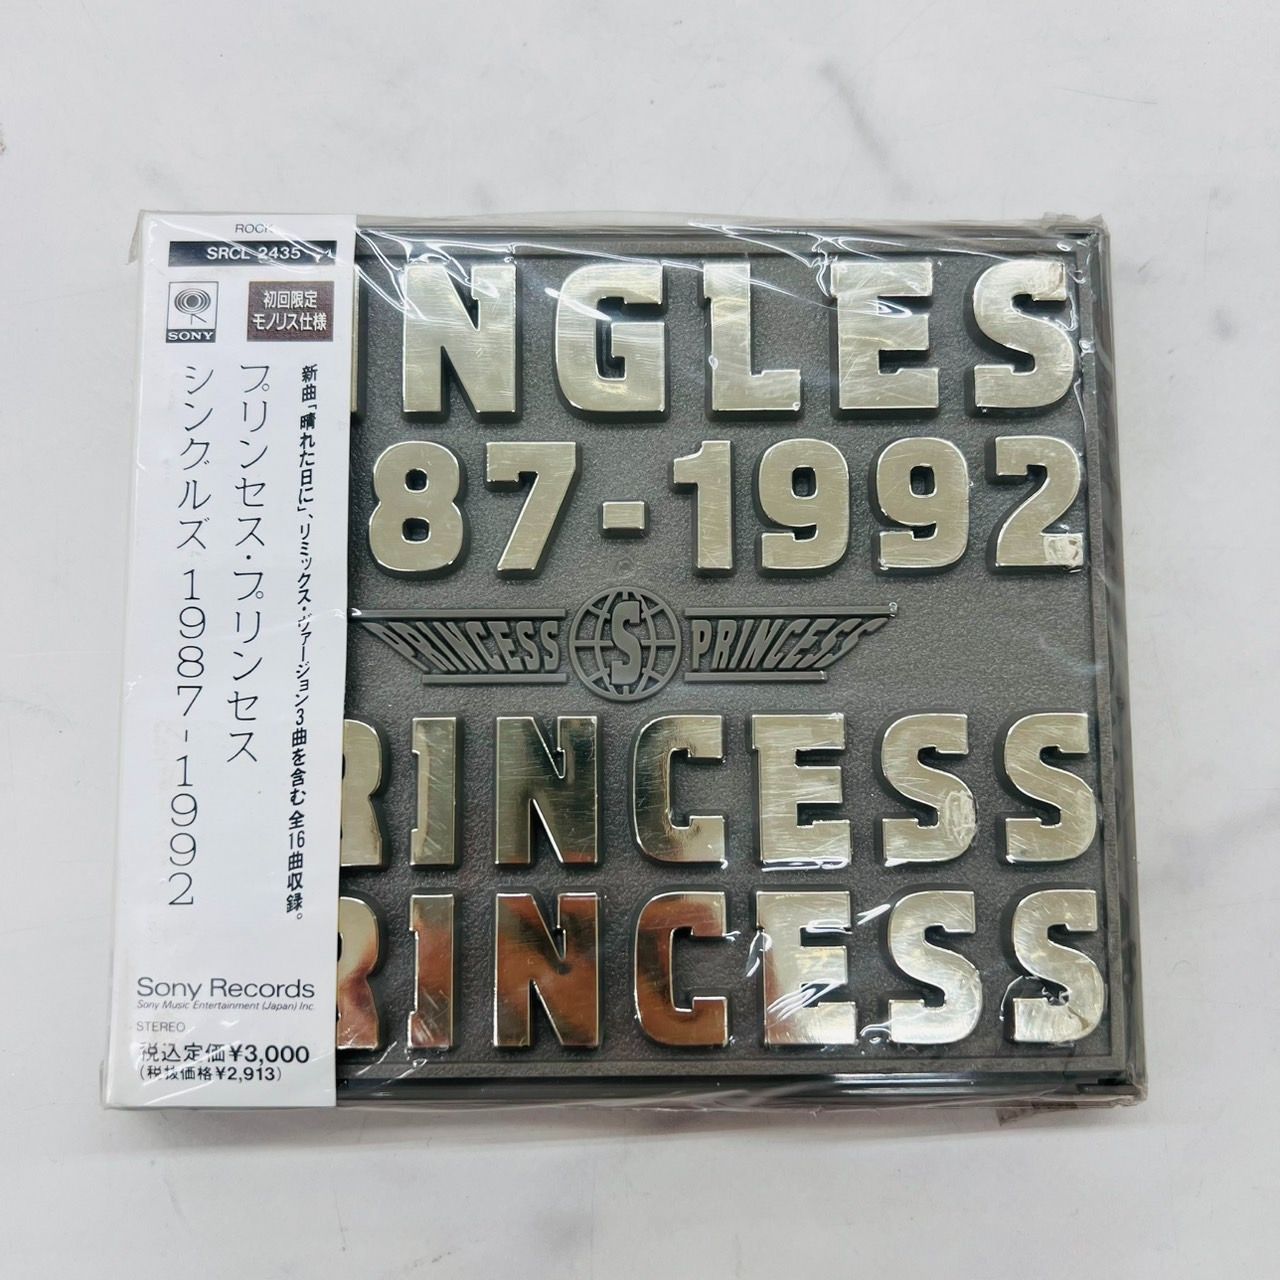 ROCK
SRCL 2435
SONY
初回限定
モノリス仕様
新曲「晴れた日に」、リミックス・ヴァージョン3曲を含む全16曲収録。
プリンセス・プリンセス
シングルズ 1987-1992
Sony Records
Sony Music Entertainment (Japan) Inc.
STEREO
税込定価¥3,000
(税抜価格¥2,913)
INGLES
87-1992
PRINCESS S PRINCESS
RINCESS
RINCESS